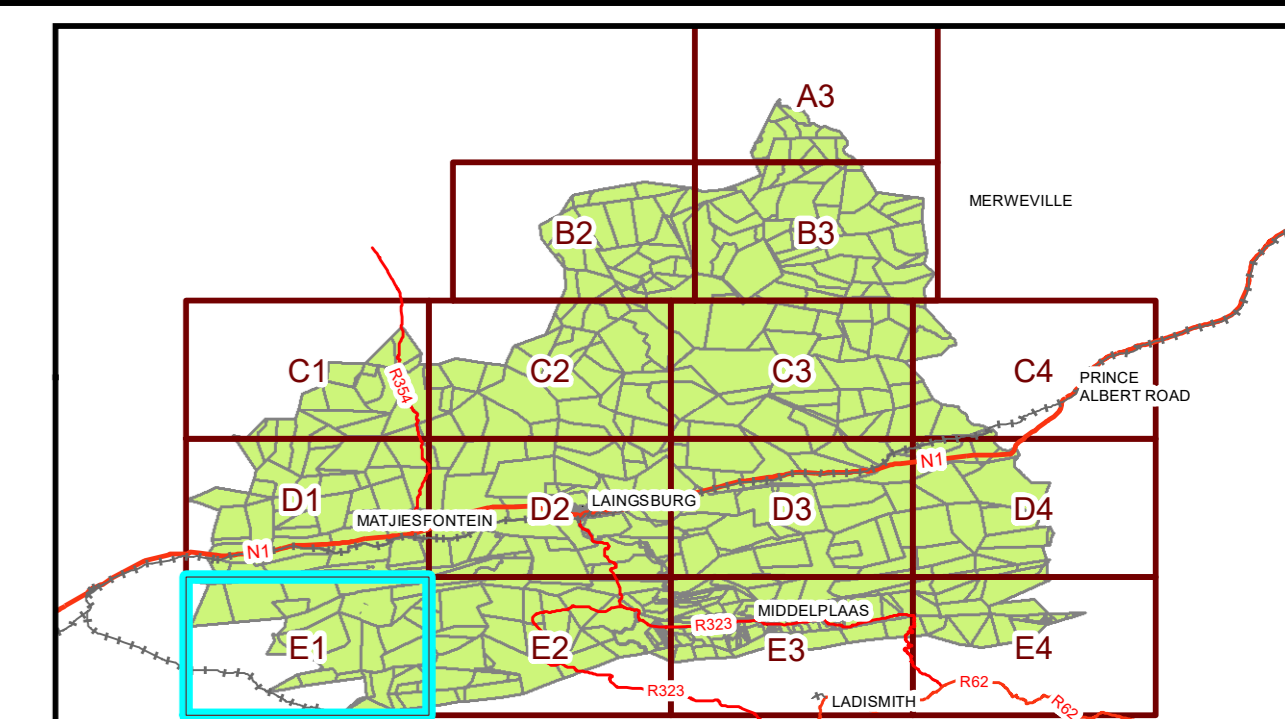 A3
MERWEVILLE
B2
B3
C1
R354
C2
C3
C4
PRINCE
ALBERT ROAD
N1
D1
MATJIESFONTEIN
D2
LAINGSBURG
D3
D4
N1
E1
E2
R323
MIDDELPLAAS
E3
E4
R323
LADISMITH
R62
R62